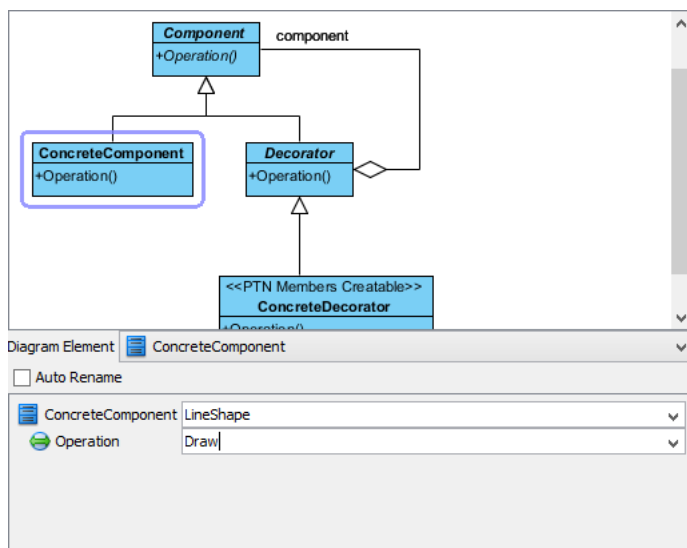 Component
+Operation()
component
ConcreteComponent
+Operation()
Decorator
+Operation()
<<PTN Members Creatable>>
ConcreteDecorator
+Operation()
Diagram Element
ConcreteComponent
Auto Rename
ConcreteComponent LineShape
Operation Draw